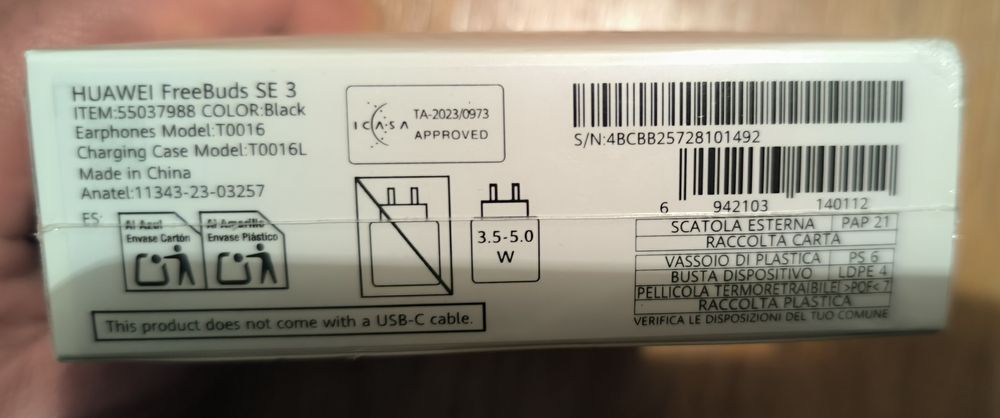 HUAWEI FreeBuds SE 3
ITEM:55037988 COLOR:Black
Earphones Model:T0016
Charging Case Model:T0016L
Made in China
Anatel:11343-23-03257
ES:
Al Azul
Envase Cartón
Al Amarillo
Envase Plástico
This product does not come with a USB-C cable.
ICASA
TA-2023/0973
APPROVED
3.5-5.0
W
S/N:4BCBB25728101492
6 942103 140112
SCATOLA ESTERNA PAP 21
RACCOLTA CARTA
VASSOIO DI PLASTICA PS 6
BUSTA DISPOSITIVO LDPE 4
PELLICOLA TERMORETRAIBILE >POF< 7
RACCOLTA PLASTICA
VERIFICA LE DISPOSIZIONI DEL TUO COMUNE